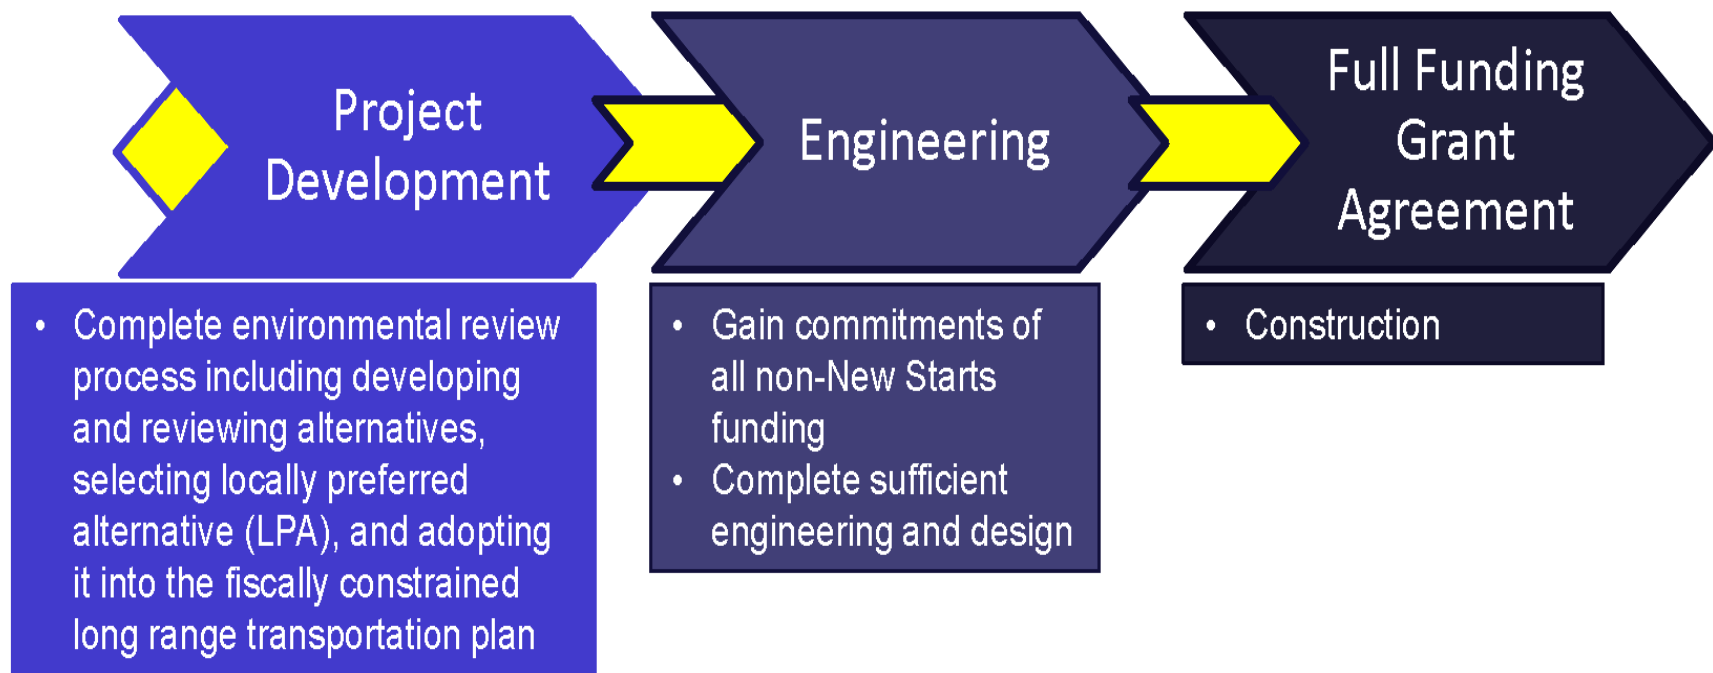 Project
Development
Engineering
Full Funding
Grant
Agreement
• Complete environmental review
process including developing
and reviewing alternatives,
selecting locally preferred
alternative (LPA), and adopting
it into the fiscally constrained
long range transportation plan
• Gain commitments of
all non-New Starts
funding
• Complete sufficient
engineering and design
• Construction